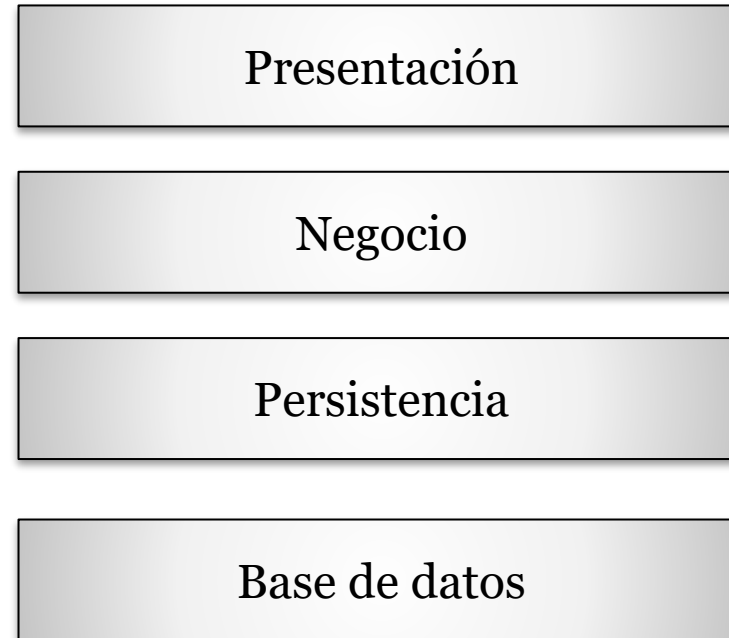 Presentación
Negocio
Persistencia
Base de datos